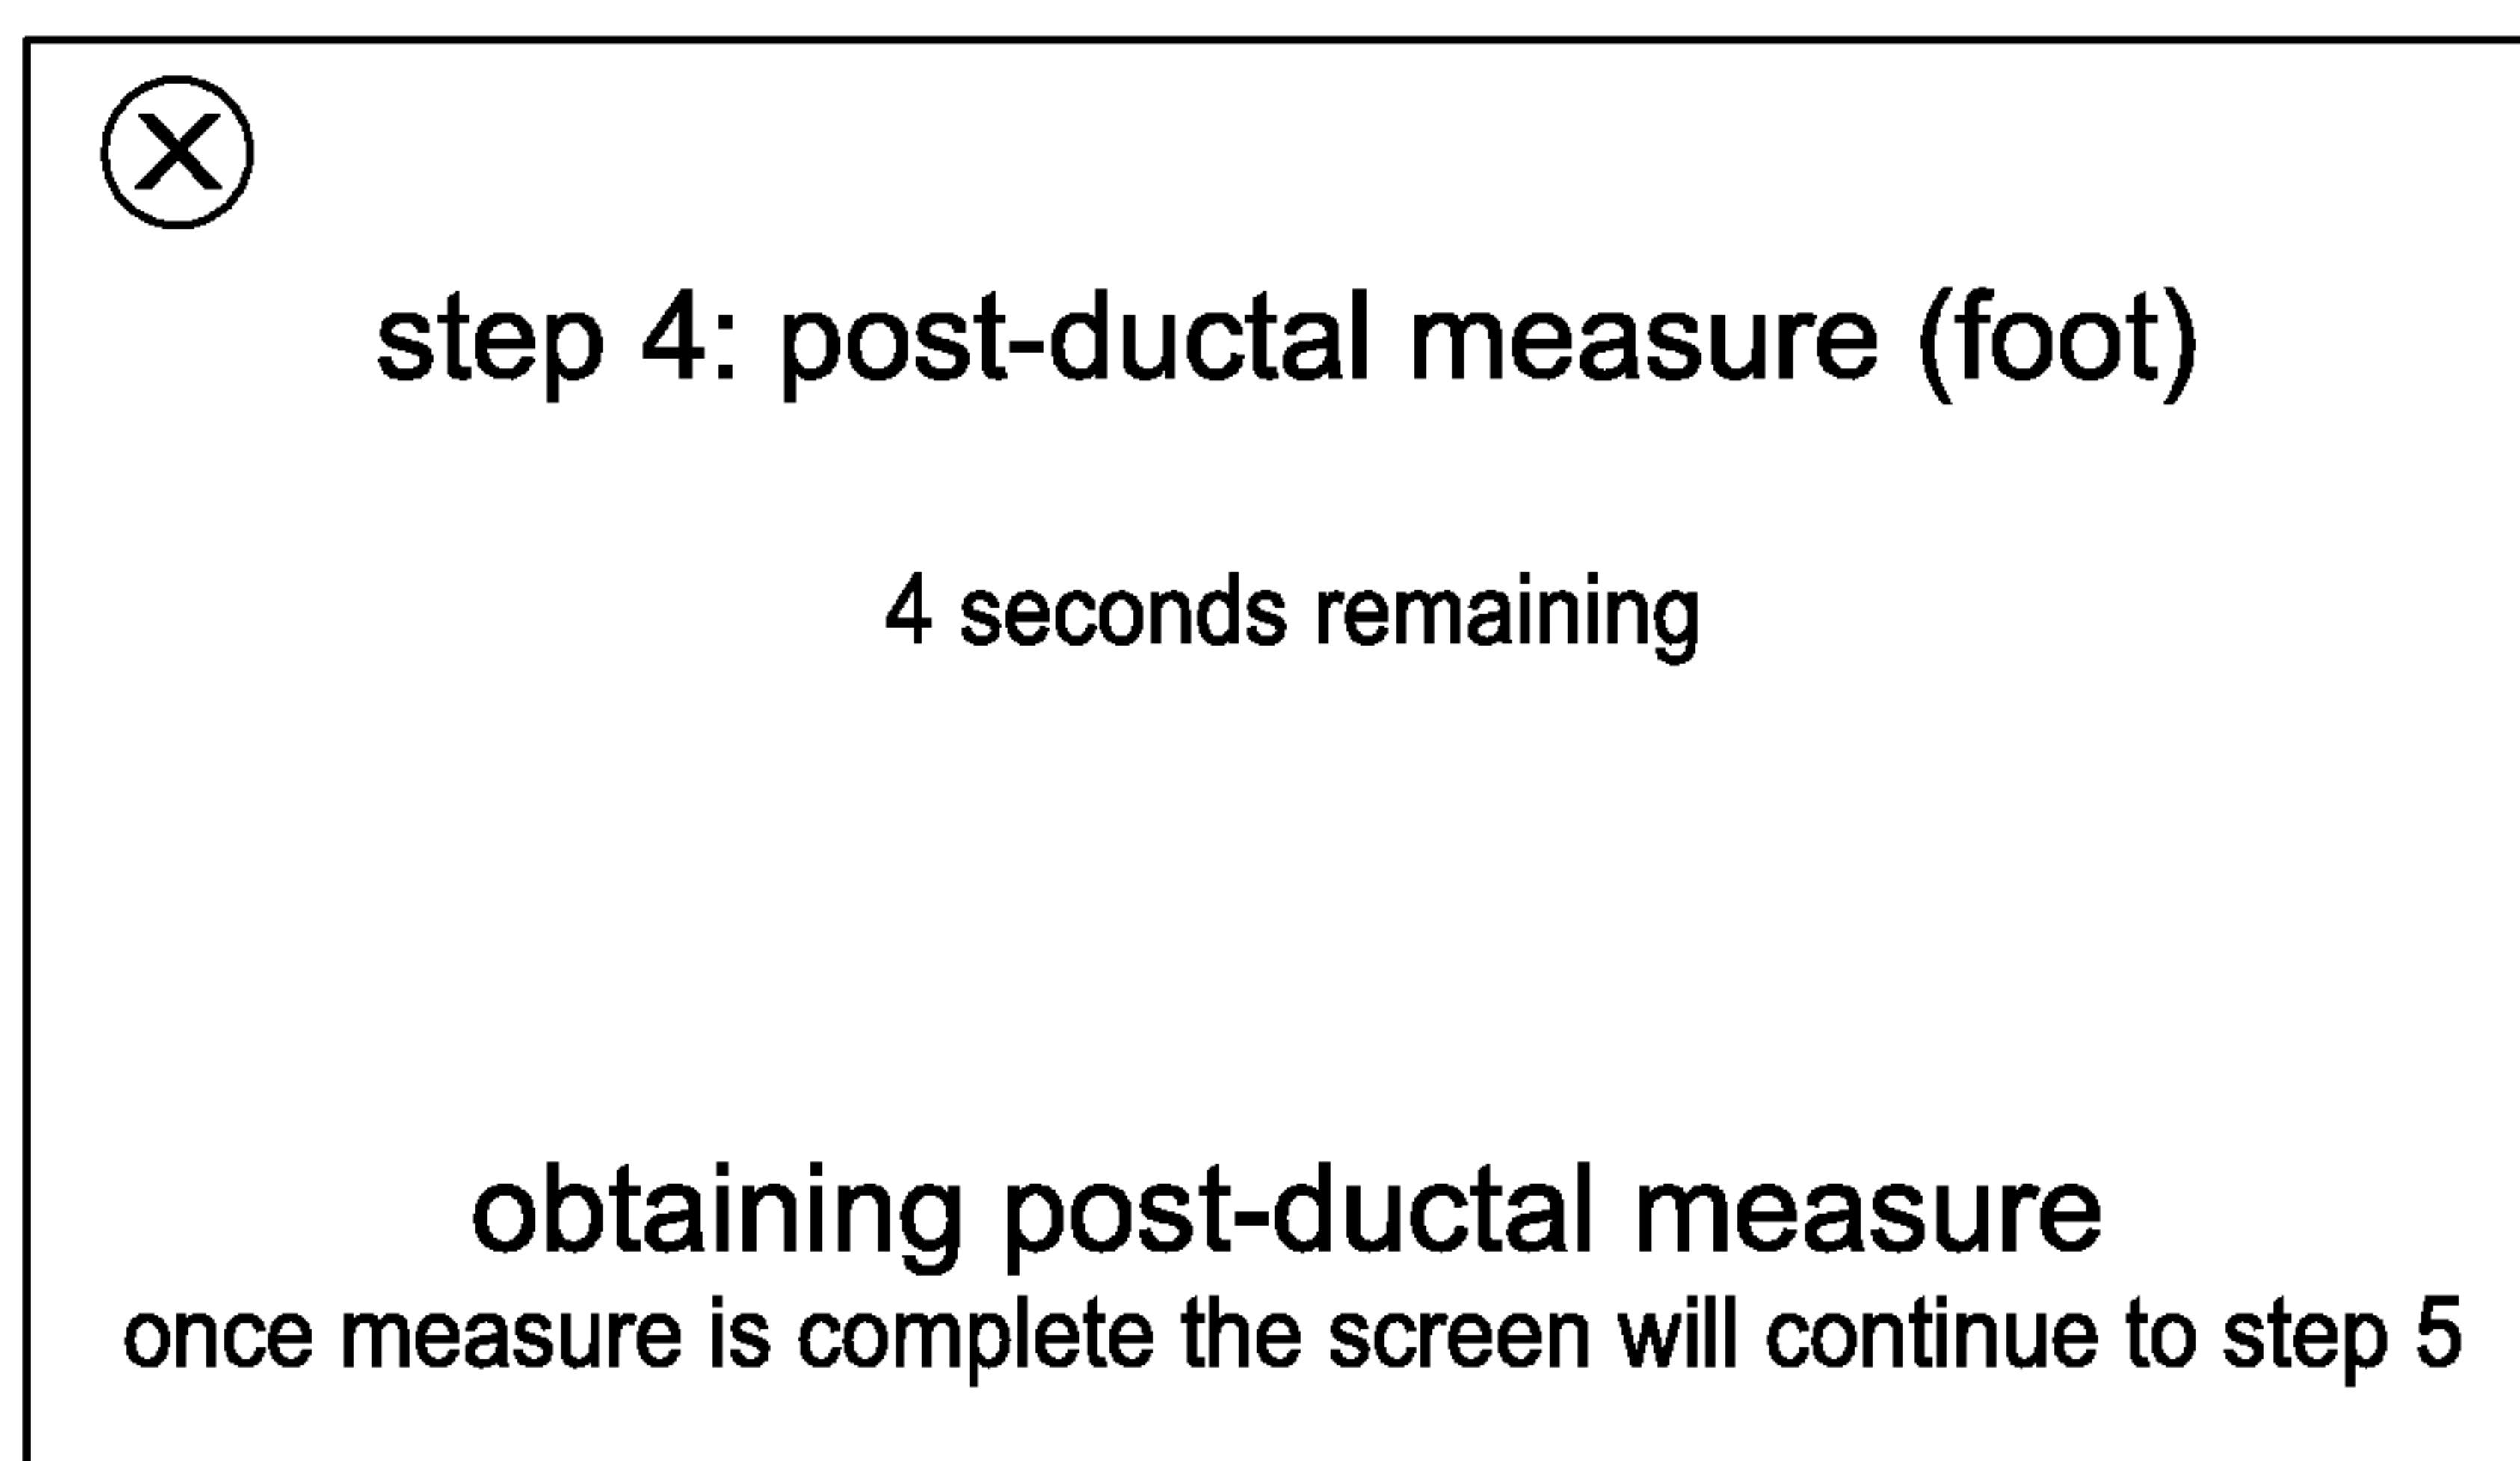 X
step 4: post-ductal measure (foot)
4 seconds remaining
obtaining post-ductal measure
once measure is complete the screen will continue to step 5